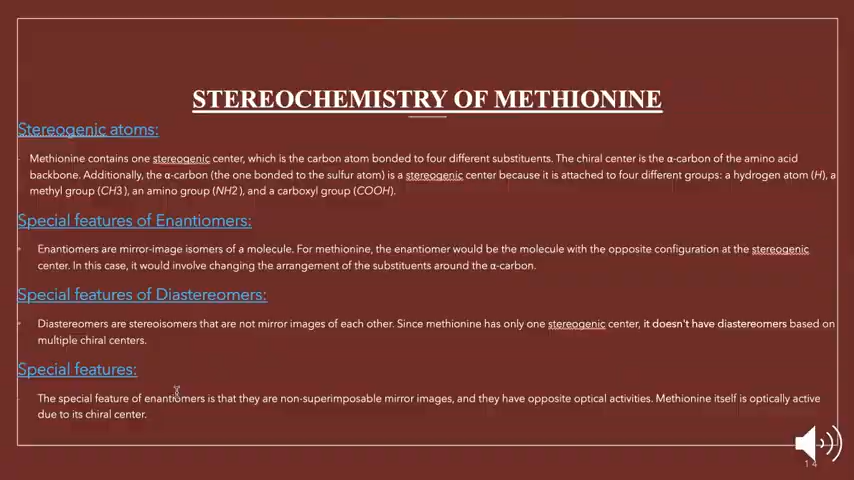 STEREOCHEMISTRY OF METHIONINE
Stereogenic atoms:
Methionine contains one stereogenic center, which is the carbon atom bonded to four different substituents. The chiral center is the α-carbon of the amino acid
backbone. Additionally, the α-carbon (the one bonded to the sulfur atom) is a stereogenic center because it is attached to four different groups: a hydrogen atom (H), a
methyl group (CH3), an amino group (NH2), and a carboxyl group (COOH).
Special features of Enantiomers:
Enantiomers are mirror-image isomers of a molecule. For methionine, the enantiomer would be the molecule with the opposite configuration at the stereogenic
center. In this case, it would involve changing the arrangement of the substituents around the α-carbon.
Special features of Diastereomers:
Diastereomers are stereoisomers that are not mirror images of each other. Since methionine has only one stereogenic center, it doesn't have diastereomers based on
multiple chiral centers.
Special features:
The special feature of enantiomers is that they are non-superimposable mirror images, and they have opposite optical activities. Methionine itself is optically active
due to its chiral center.
14